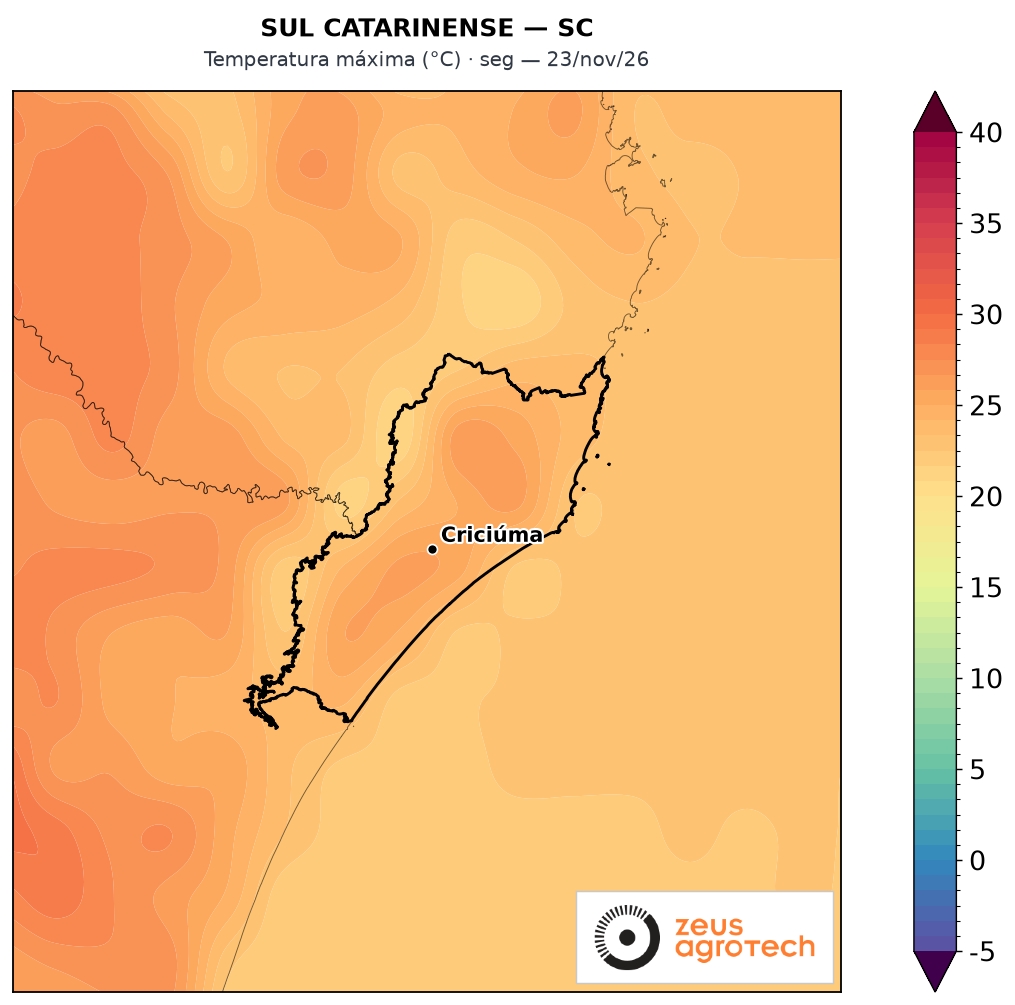 SUL CATARINENSE — SC
Temperatura máxima (°C) · seg — 23/nov/26
40
35
30
25
20
15
10
5
0
-5
Criciúma
zeus
agrotech